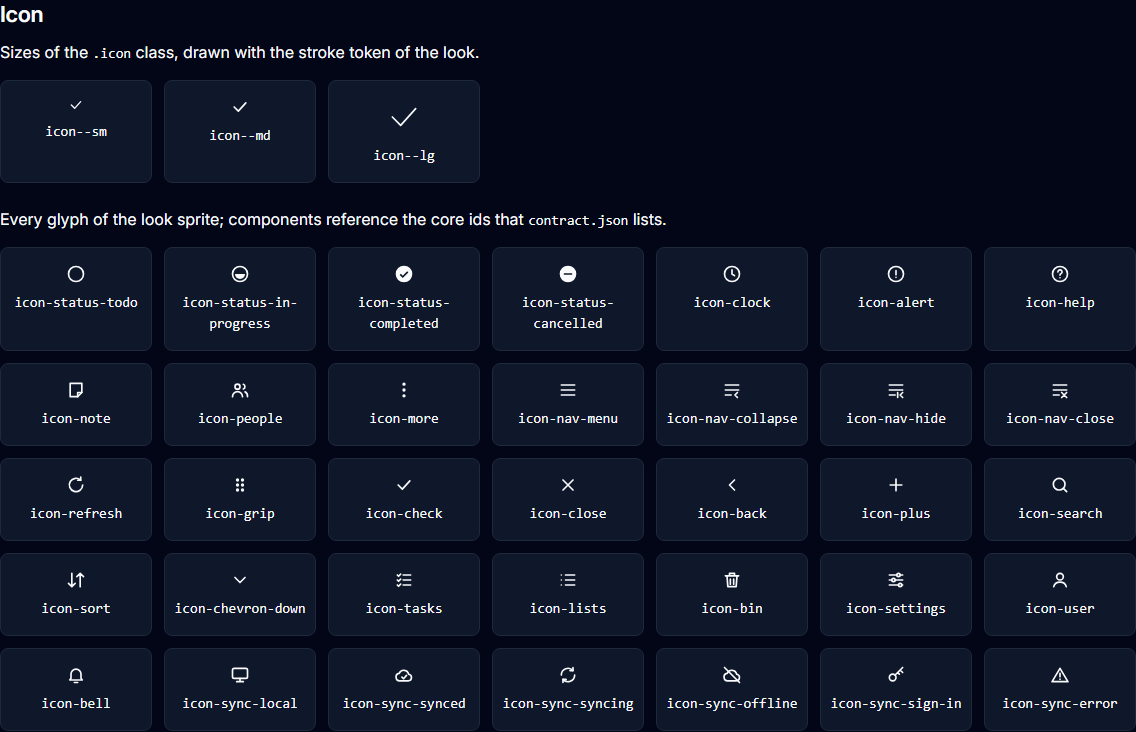 Icon
Sizes of the .icon class, drawn with the stroke token of the look.
icon--sm
icon--md
icon--lg
Every glyph of the look sprite; components reference the core ids that contract.json lists.
icon-status-todo
icon-status-in-
progress
icon-status-
completed
icon-status-
cancelled
icon-clock
icon-alert
icon-help
icon-note
icon-people
icon-more
icon-nav-menu
icon-nav-collapse
icon-nav-hide
icon-nav-close
icon-refresh
icon-grip
icon-check
icon-close
icon-back
icon-plus
icon-search
icon-sort
icon-chevron-down
icon-tasks
icon-lists
icon-bin
icon-settings
icon-user
icon-bell
icon-sync-local
icon-sync-synced
icon-sync-syncing
icon-sync-offline
icon-sync-sign-in
icon-sync-error